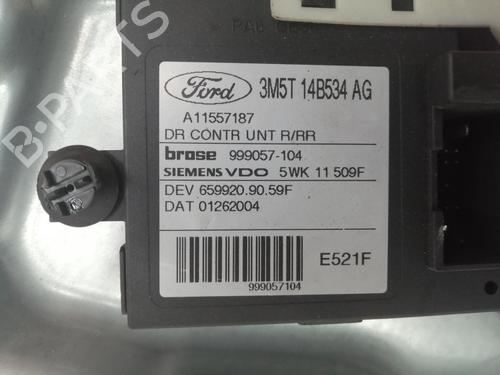 Ford 3M5T 14B534 AG
A11557187
DR CONTR UNT R/RR
brose 999057-104
SIEMENS VDO 5WK 11 509F
DEV 659920.90.59F
DAT 01262004
E521F
999057104
B-PARTS